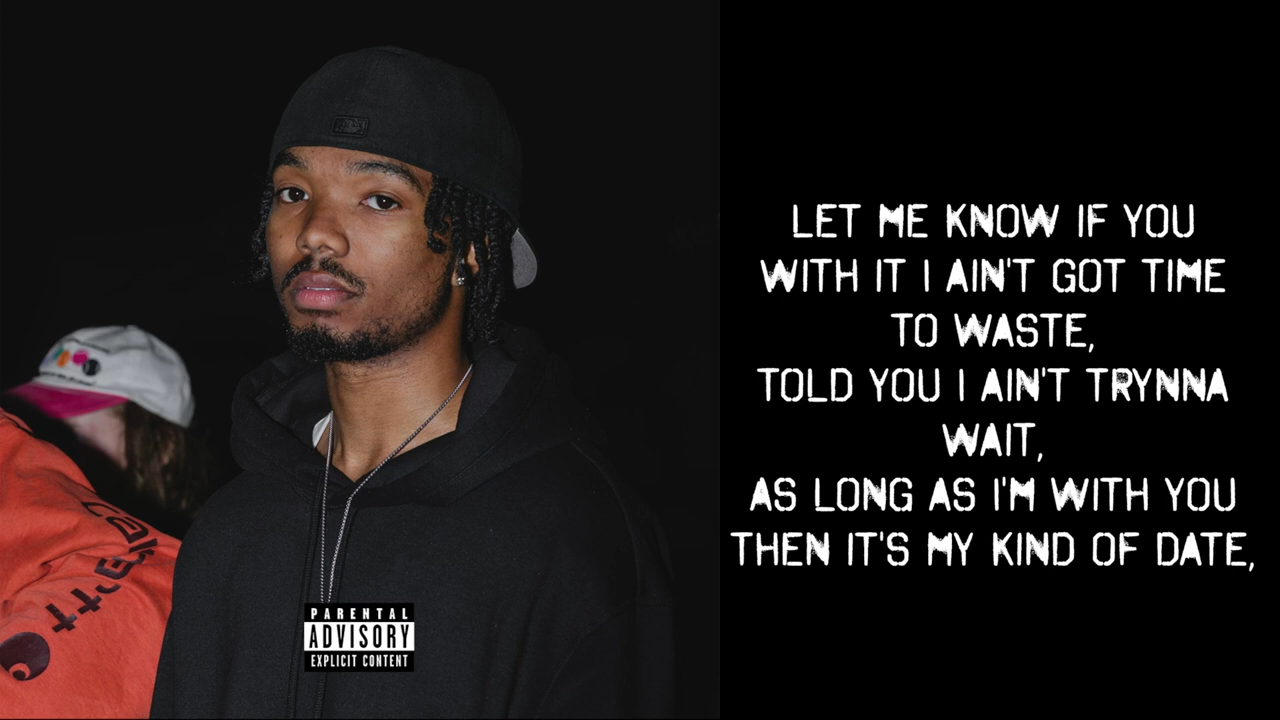 Carhartt
PARENTAL
ADVISORY
EXPLICIT CONTENT
LET ME KNOW IF YOU
WITH IT I AIN'T GOT TIME
TO WASTE,
TOLD YOU I AIN'T TRYNNA
WAIT,
AS LONG AS I'M WITH YOU
THEN IT'S MY KIND OF DATE,